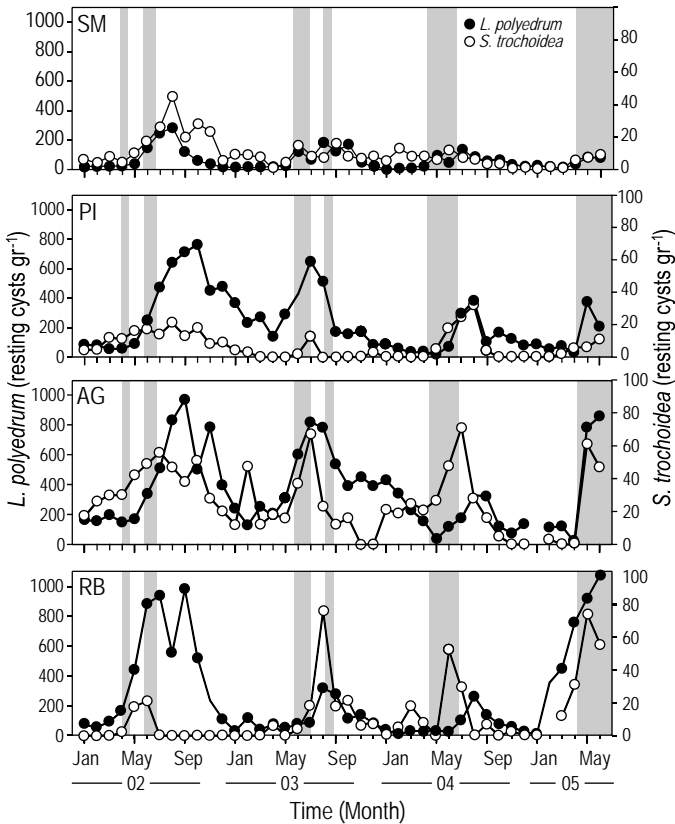 1000 SM 100
L. polyedrum
S. trochoidea
800 80
600 60
400 40
200 20
0 0
PI 100
1000
80
800
600 60
400 40
200 20
0 0
AG 100
1000
800 80
600 60
400 40
200 20
0 0
L. polyedrum (resting cysts gr-1)
S. trochoidea (resting cysts gr-1)
RB
1000 100
800 80
600 60
400 40
200 20
0 0
Jan May Sep Jan May Sep Jan May Sep Jan May
02 03 04 05
Time (Month)